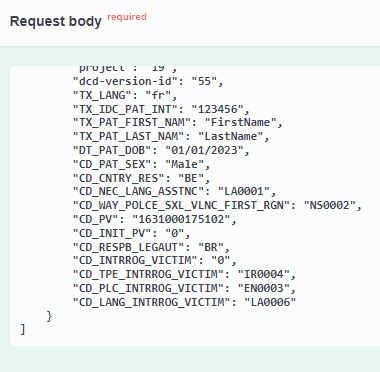 Request body required
"project": "19",
"dcd-version-id": "55",
"TX_LANG": "fr",
"TX_IDC_PAT_INT": "123456",
"TX_PAT_FIRST_NAM": "FirstName",
"TX_PAT_LAST_NAM": "LastName",
"DT_PAT_DOB": "01/01/2023",
"CD_PAT_SEX": "Male",
"CD_CNTRY_RES": "BE",
"CD_NEC_LANG_ASSTNC": "LA0001",
"CD_WAY_POLCE_SXL_VLNC_FIRST_RGN": "NS0002",
"CD_PV": "1631000175102",
"CD_INIT_PV": "0",
"CD_RESPB_LEGAUT": "BR",
"CD_INTRROG_VICTIM": "0",
"CD_TPE_INTRROG_VICTIM": "IR0004",
"CD_PLC_INTRROG_VICTIM": "EN0003",
"CD_LANG_INTRROG_VICTIM": "LA0006"
}
]